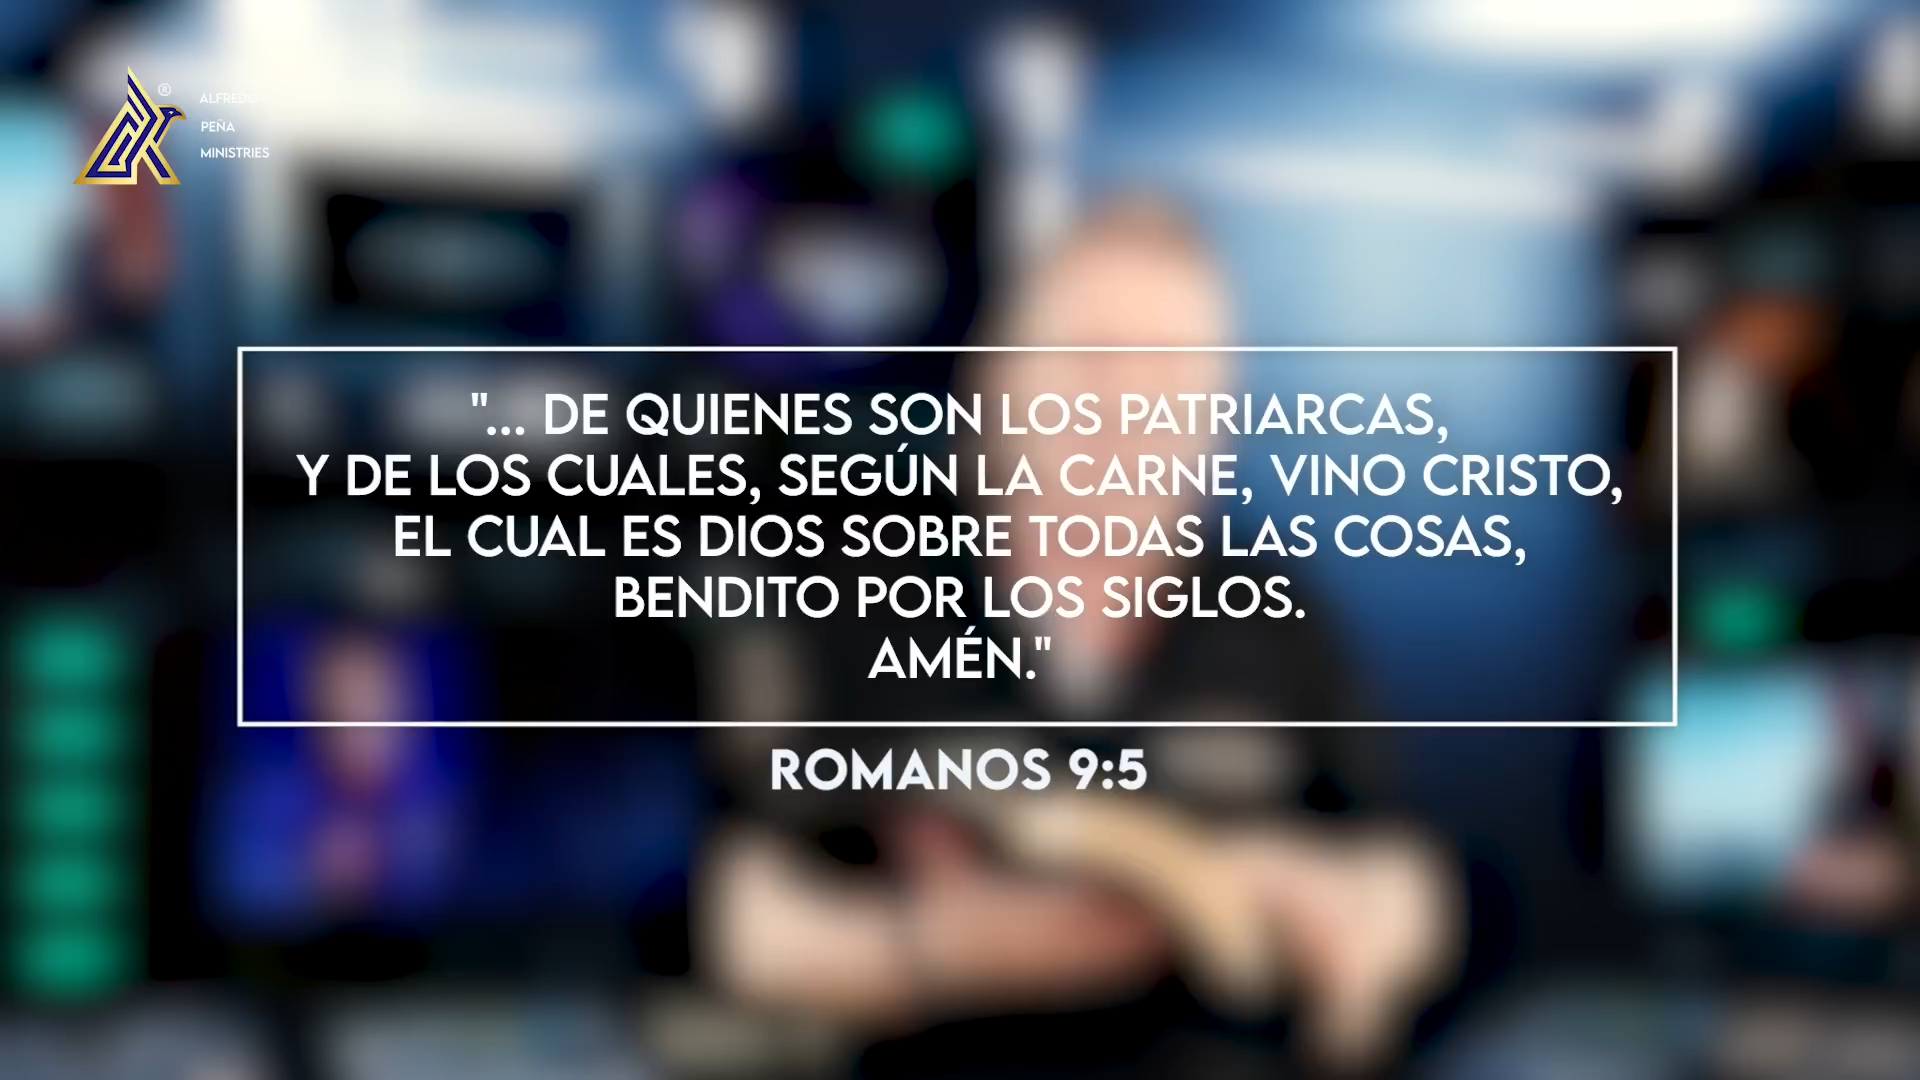 ®
ALFREDO
PEÑA
MINISTRIES
"... DE QUIENES SON LOS PATRIARCAS,
Y DE LOS CUALES, SEGÚN LA CARNE, VINO CRISTO,
EL CUAL ES DIOS SOBRE TODAS LAS COSAS,
BENDITO POR LOS SIGLOS.
AMÉN."
ROMANOS 9:5